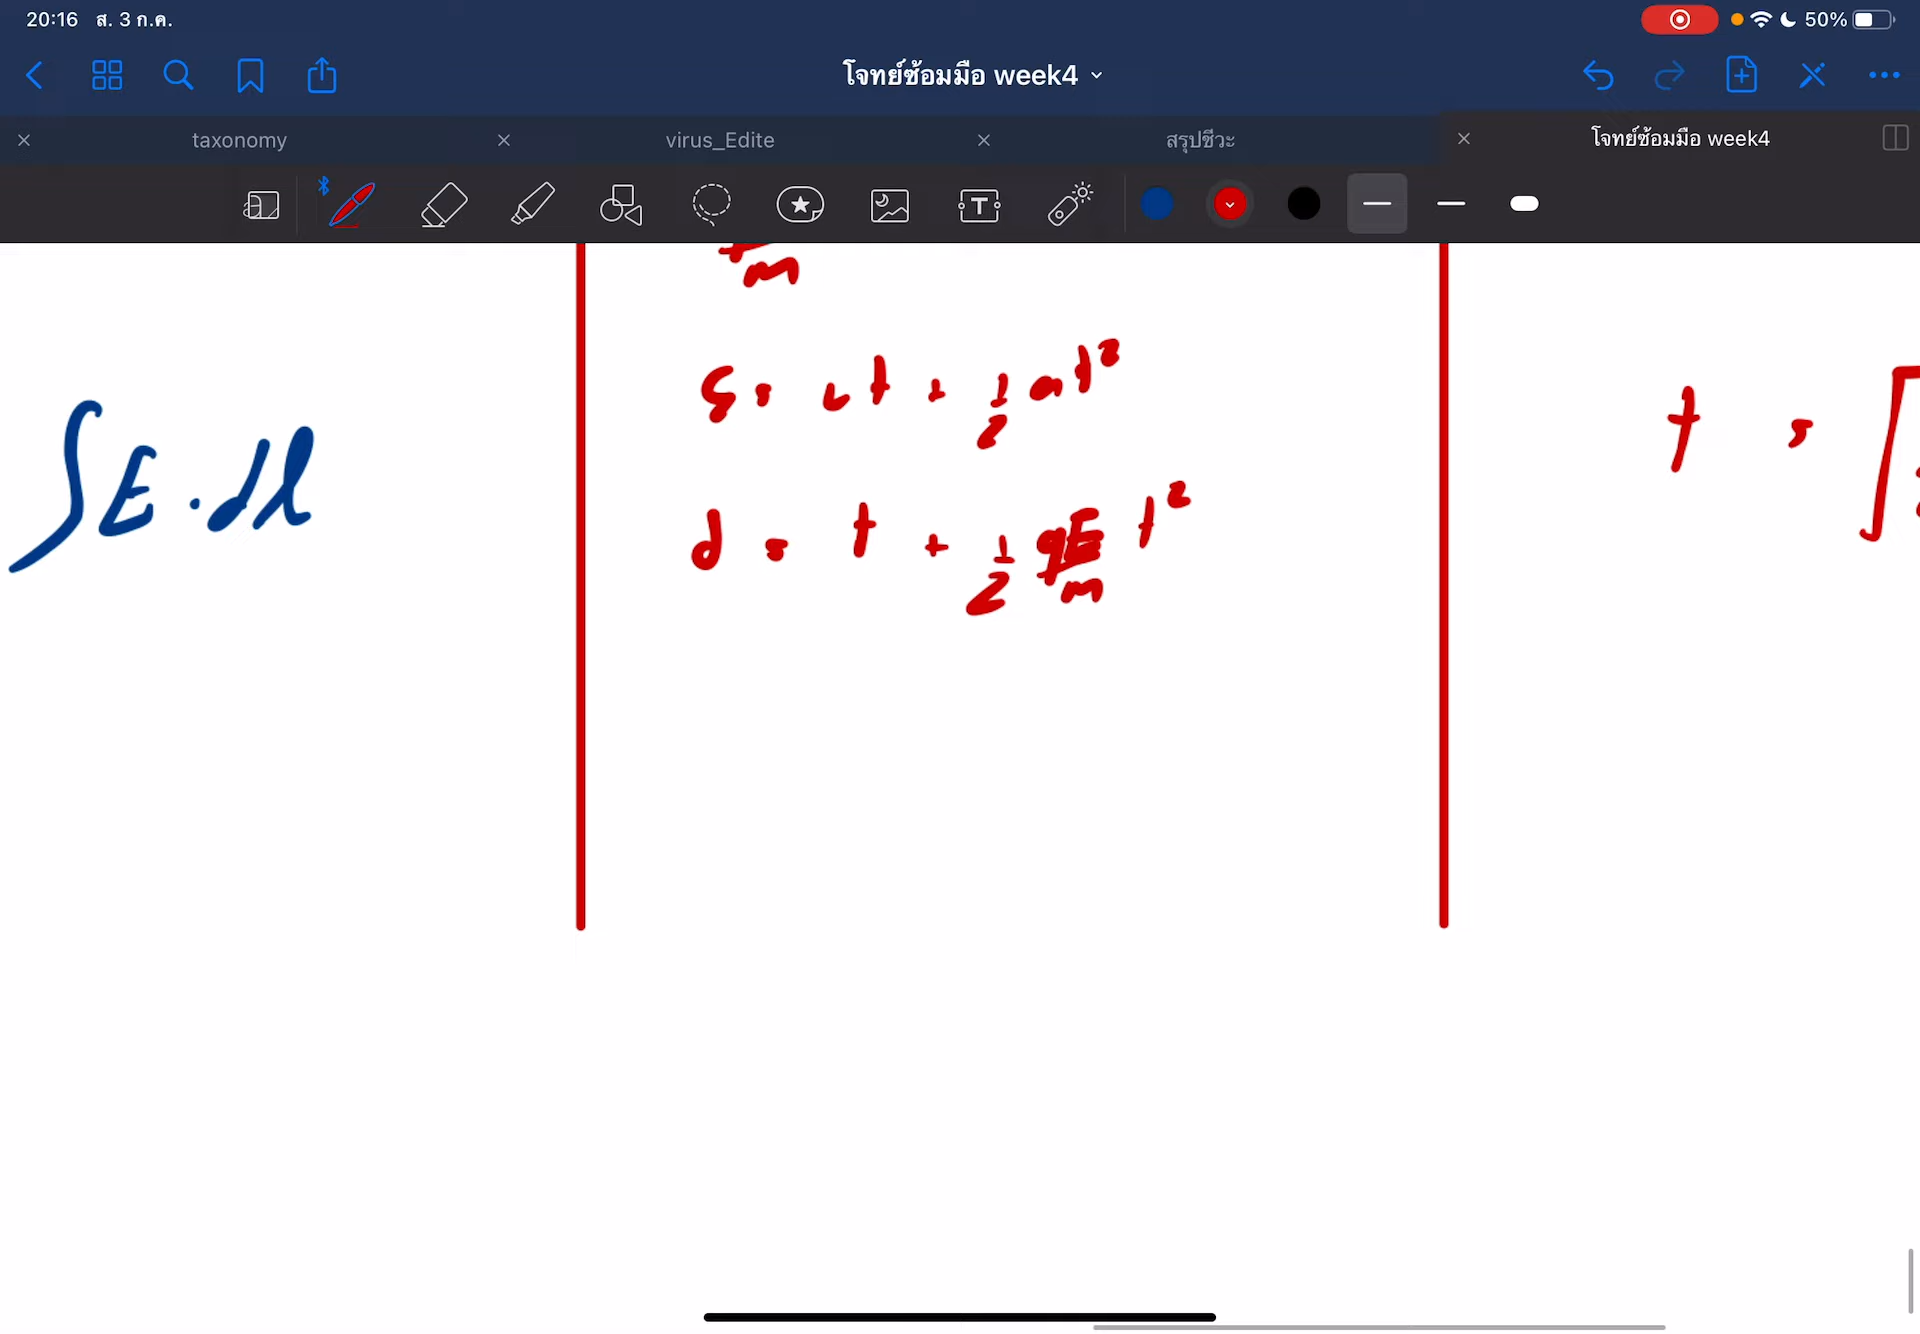 20:16 ส. 3 ก.ค.
50%
โจทย์ซ้อมมือ week4
taxonomy
virus_Edite
สรุปชีวะ
โจทย์ซ้อมมือ week4
m
∫E · dl
S = ut + 1/2 at²
d = t + 1/2 qE/m t²
t = √